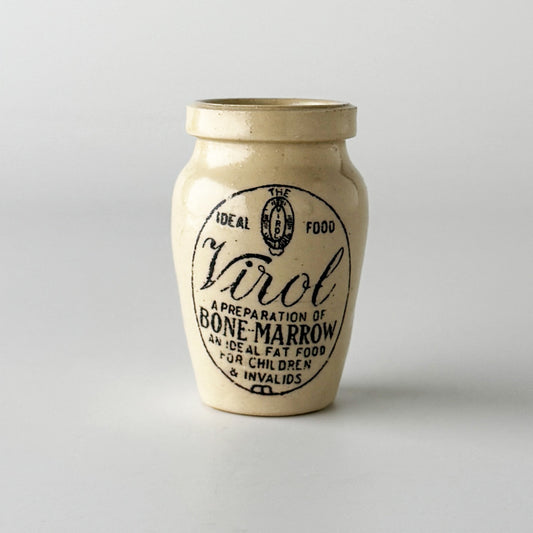 THE
IDEAL FOOD
Virol
A PREPARATION OF
BONE-MARROW
AN IDEAL FAT FOOD
FOR CHILDREN
& INVALIDS